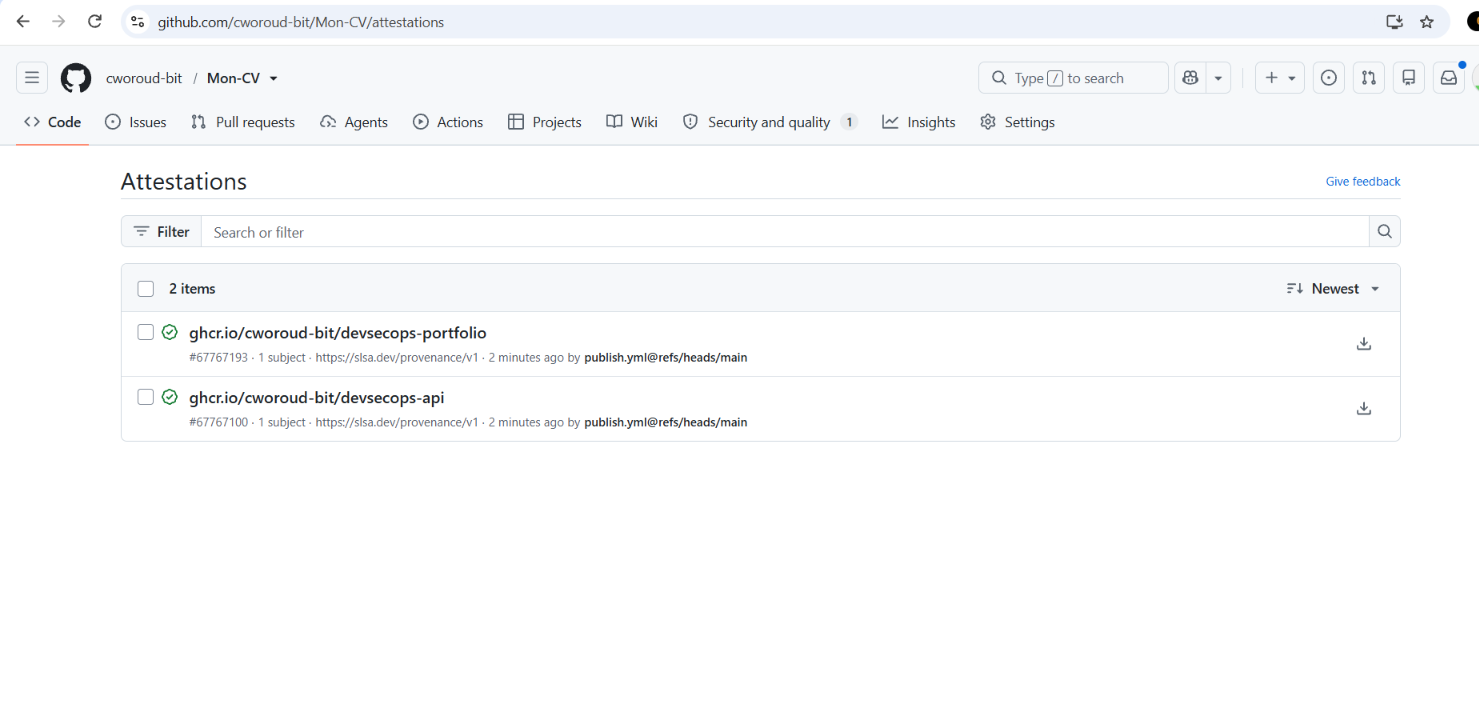 github.com/cworoud-bit/Mon-CV/attestations
cworoud-bit / Mon-CV
Type / to search
Code Issues Pull requests Agents Actions Projects Wiki Security and quality 1 Insights Settings
Attestations
Give feedback
Filter Search or filter
2 items Newest
ghcr.io/cworoud-bit/devsecops-portfolio
#67767193 · 1 subject · https://slsa.dev/provenance/v1 · 2 minutes ago by publish.yml@refs/heads/main
ghcr.io/cworoud-bit/devsecops-api
#67767100 · 1 subject · https://slsa.dev/provenance/v1 · 2 minutes ago by publish.yml@refs/heads/main